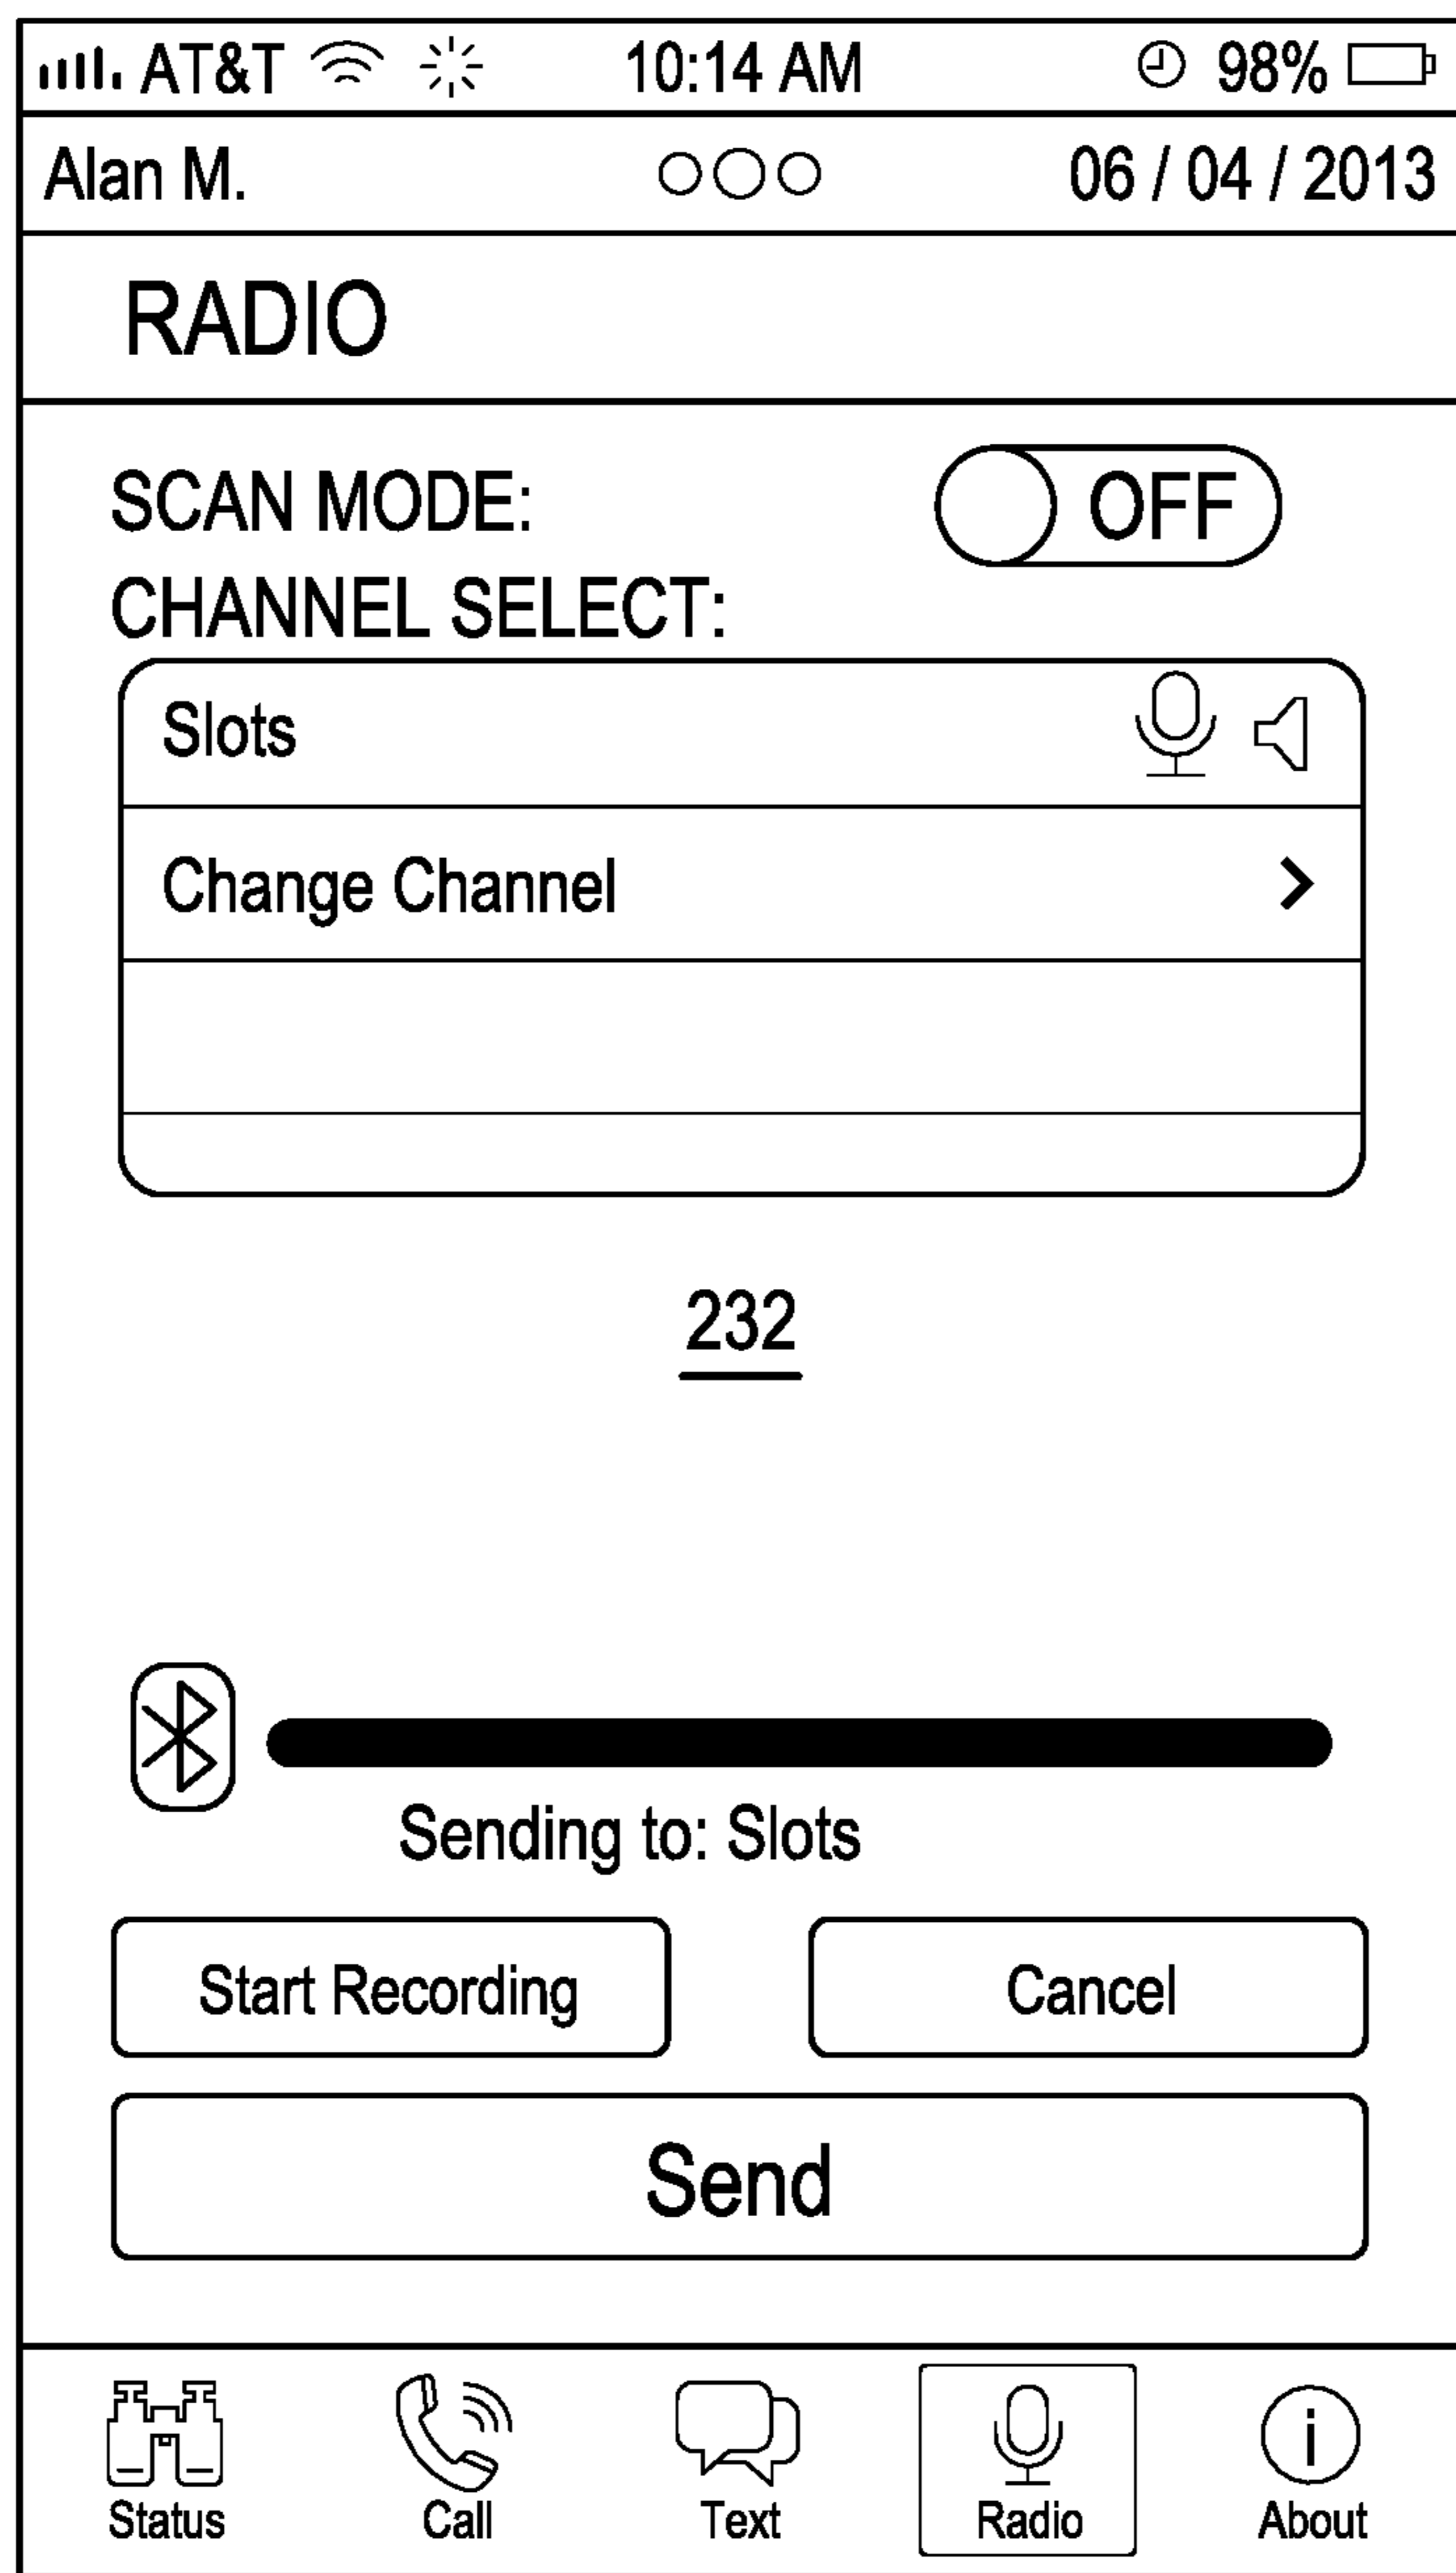 AT&T 10:14 AM 98%
Alan M. 06 / 04 / 2013
RADIO
SCAN MODE: OFF
CHANNEL SELECT:
Slots
Change Channel
232
Sending to: Slots
Start Recording Cancel
Send
Status Call Text Radio About